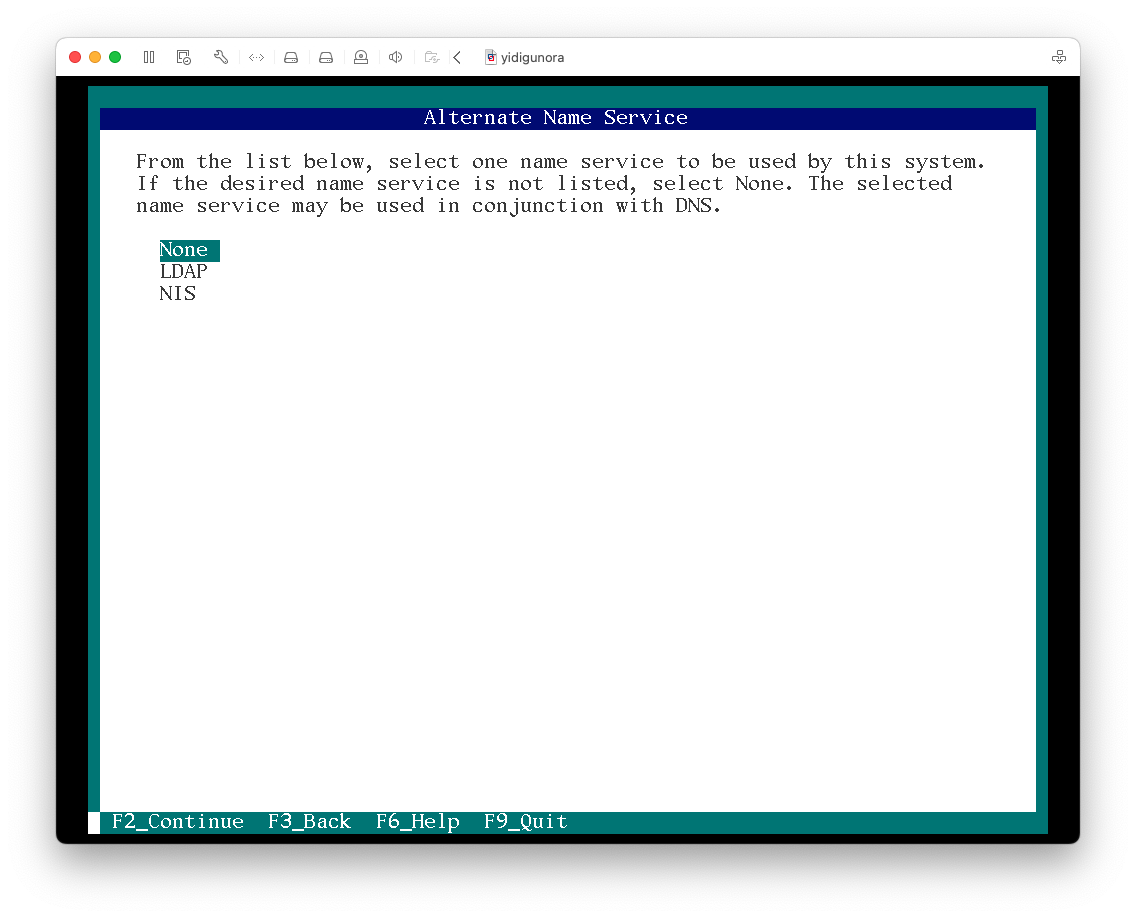 yidigunora
Alternate Name Service
From the list below, select one name service to be used by this system.
If the desired name service is not listed, select None. The selected
name service may be used in conjunction with DNS.
None
LDAP
NIS
F2_Continue F3_Back F6_Help F9_Quit